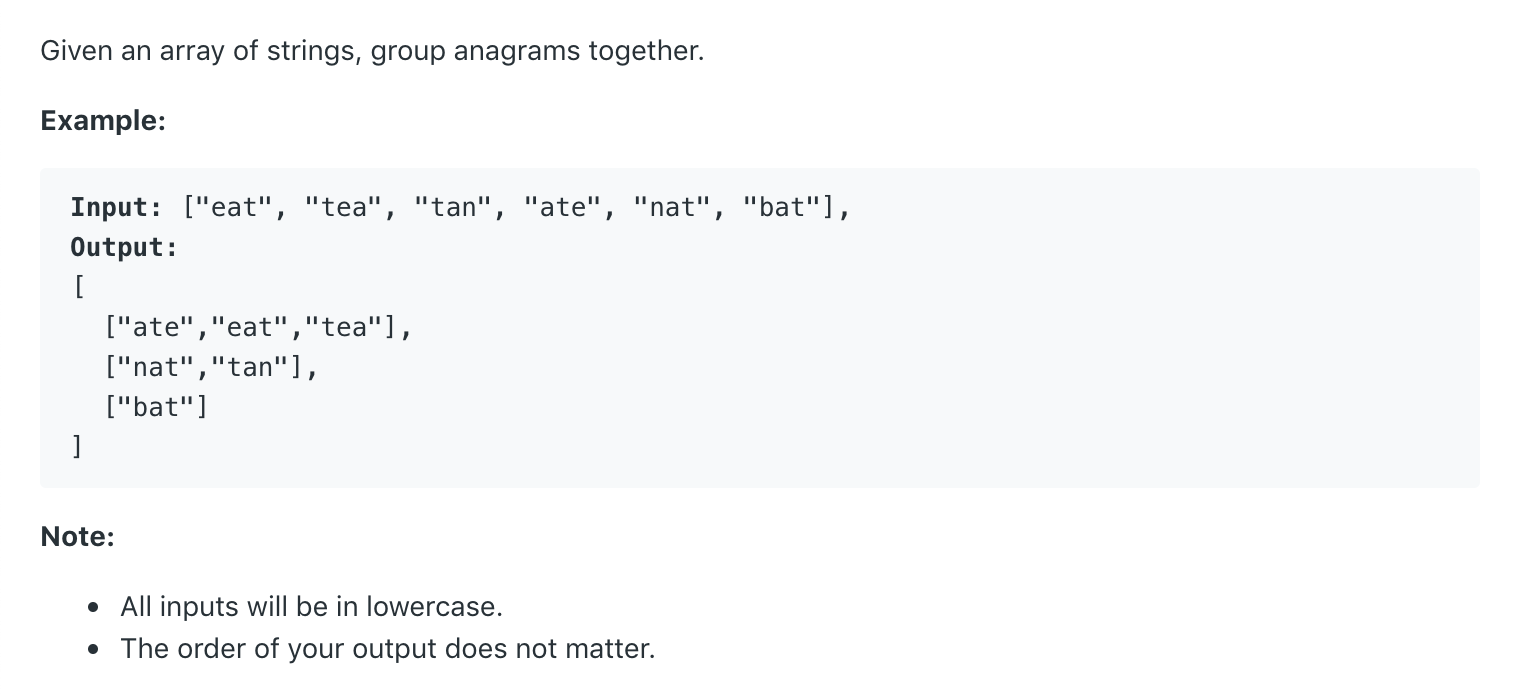 Given an array of strings, group anagrams together.
Example:
Input: ["eat", "tea", "tan", "ate", "nat", "bat"],
Output:
[
  ["ate","eat","tea"],
  ["nat","tan"],
  ["bat"]
]
Note:
• All inputs will be in lowercase.
• The order of your output does not matter.